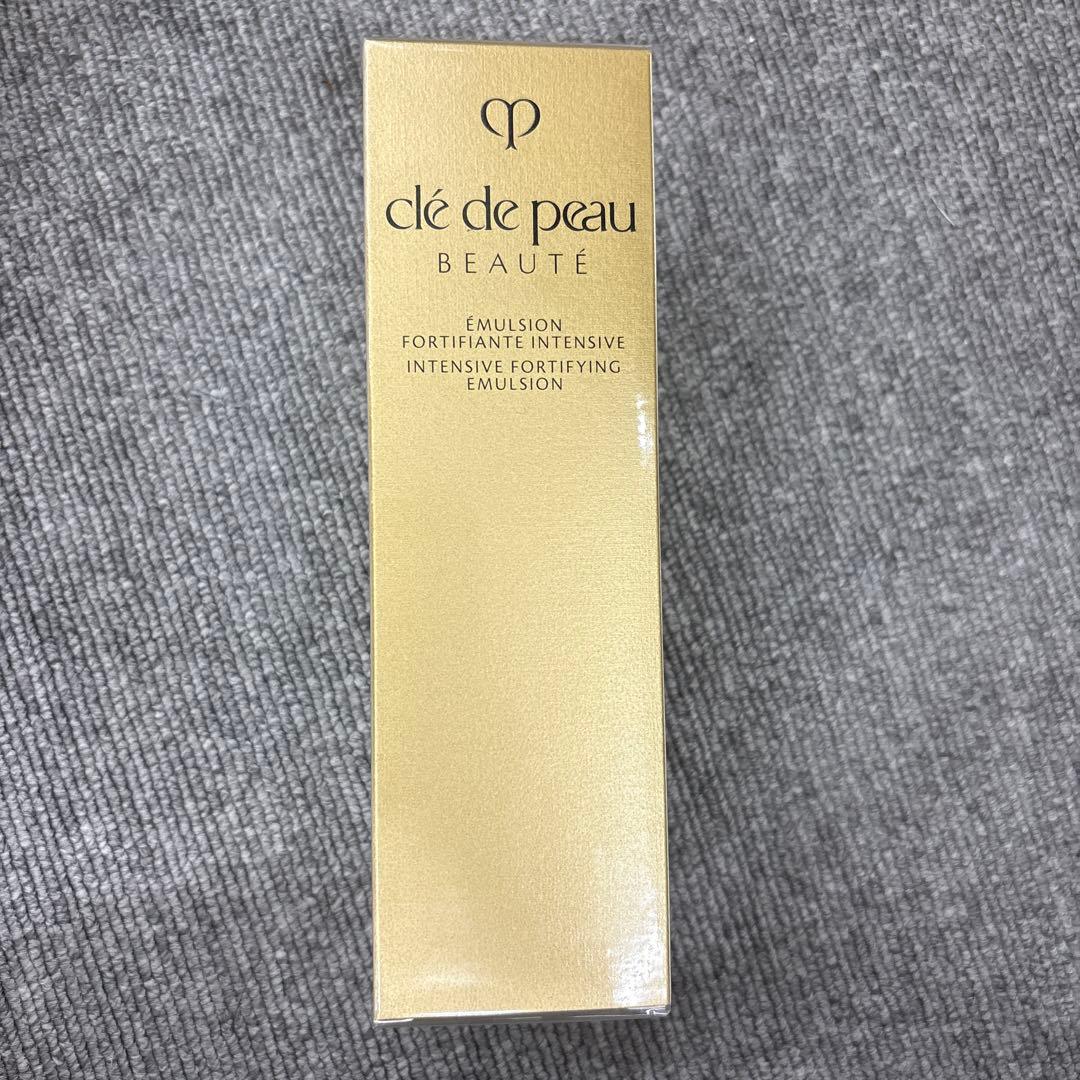 clé de peau
BEAUTÉ
ÉMULSION
FORTIFIANTE INTENSIVE
INTENSIVE FORTIFYING
EMULSION